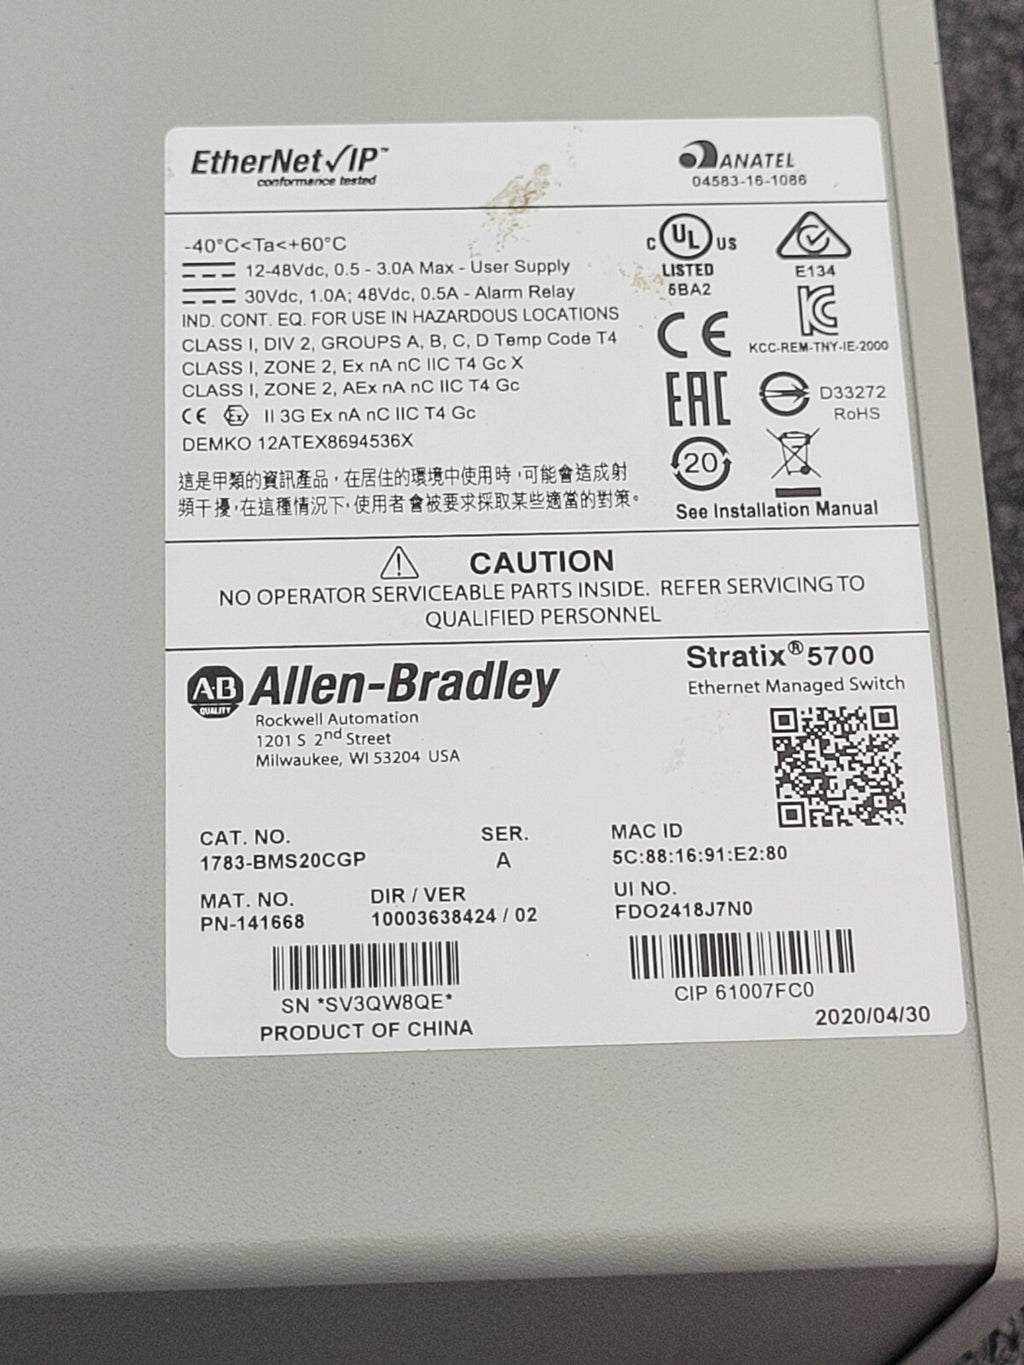 EtherNet/IP™
conformance tested
ANATEL
04583-16-1086
-40°C<Ta<+60°C
12-48Vdc, 0.5 - 3.0A Max - User Supply
30Vdc, 1.0A; 48Vdc, 0.5A - Alarm Relay
IND. CONT. EQ. FOR USE IN HAZARDOUS LOCATIONS
CLASS I, DIV 2, GROUPS A, B, C, D Temp Code T4
CLASS I, ZONE 2, Ex nA nC IIC T4 Gc X
CLASS I, ZONE 2, AEx nA nC IIC T4 Gc
CE Ex II 3G Ex nA nC IIC T4 Gc
DEMKO 12ATEX8694536X
這是甲類的資訊產品，在居住的環境中使用時，可能會造成射
頻干擾，在這種情況下，使用者會被要求採取某些適當的對策。
C UL US
LISTED
6BA2
E134
CE
KC
KCC-REM-TNY-IE-2000
EAC
D33272
RoHS
20
See Installation Manual
CAUTION
NO OPERATOR SERVICEABLE PARTS INSIDE. REFER SERVICING TO
QUALIFIED PERSONNEL
AB QUALITY
Allen-Bradley
Rockwell Automation
1201 S 2nd Street
Milwaukee, WI 53204 USA
Stratix® 5700
Ethernet Managed Switch
CAT. NO. SER.
1783-BMS20CGP A
MAC ID
5C:88:16:91:E2:80
MAT. NO. DIR / VER
PN-141668 10003638424 / 02
UI NO.
FDO2418J7N0
SN *SV3QW8QE*
PRODUCT OF CHINA
CIP 61007FC0
2020/04/30